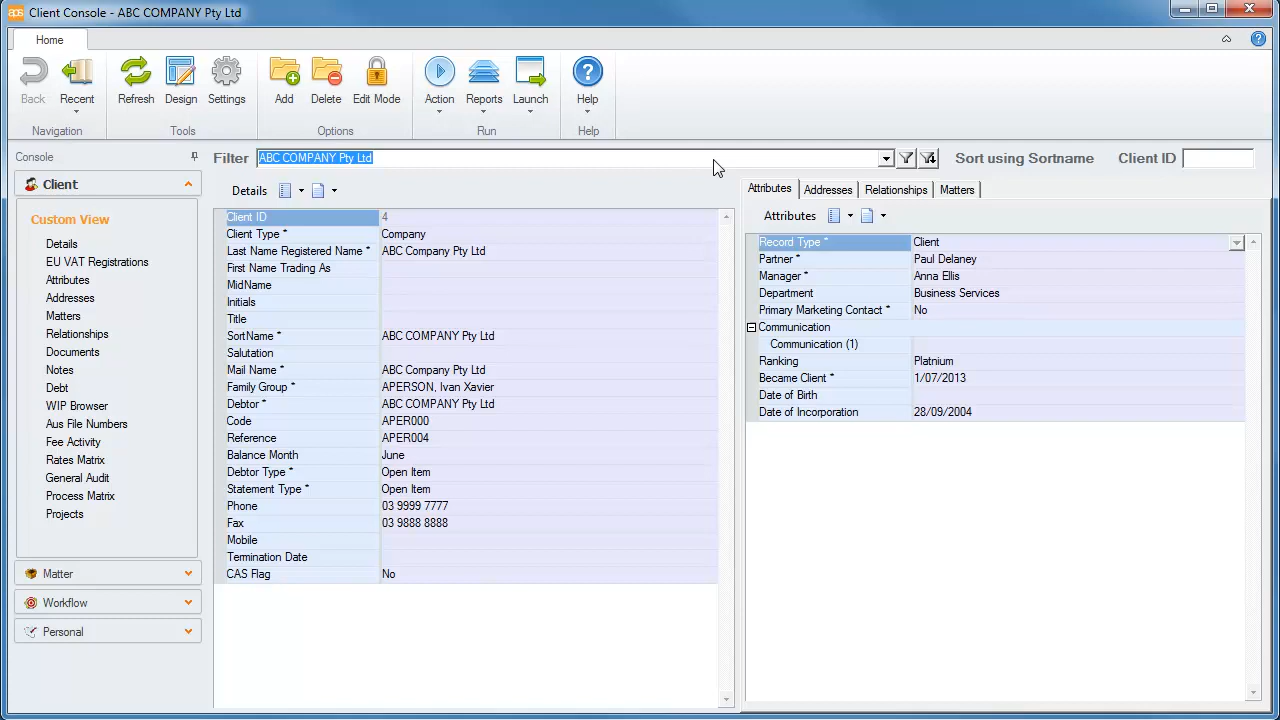 aps Client Console - ABC COMPANY Pty Ltd
Home
Back
Recent
Refresh
Design
Settings
Add
Delete
Edit Mode
Action
Reports
Launch
Help
Navigation
Tools
Options
Run
Help
Console
Filter ABC COMPANY Pty Ltd
Sort using Sortname
Client ID
Client
Custom View
Details
EU VAT Registrations
Attributes
Addresses
Matters
Relationships
Documents
Notes
Debt
WIP Browser
Aus File Numbers
Fee Activity
Rates Matrix
General Audit
Process Matrix
Projects
Matter
Workflow
Personal
Details
Client ID 4
Client Type * Company
Last Name Registered Name * ABC Company Pty Ltd
First Name Trading As
MidName
Initials
Title
SortName * ABC COMPANY Pty Ltd
Salutation
Mail Name * ABC Company Pty Ltd
Family Group * APERSON, Ivan Xavier
Debtor * ABC COMPANY Pty Ltd
Code APER000
Reference APER004
Balance Month June
Debtor Type * Open Item
Statement Type * Open Item
Phone 03 9999 7777
Fax 03 9888 8888
Mobile
Termination Date
CAS Flag No
Attributes Addresses Relationships Matters
Attributes
Record Type * Client
Partner * Paul Delaney
Manager * Anna Ellis
Department Business Services
Primary Marketing Contact * No
Communication
Communication (1)
Ranking Platnium
Became Client * 1/07/2013
Date of Birth
Date of Incorporation 28/09/2004